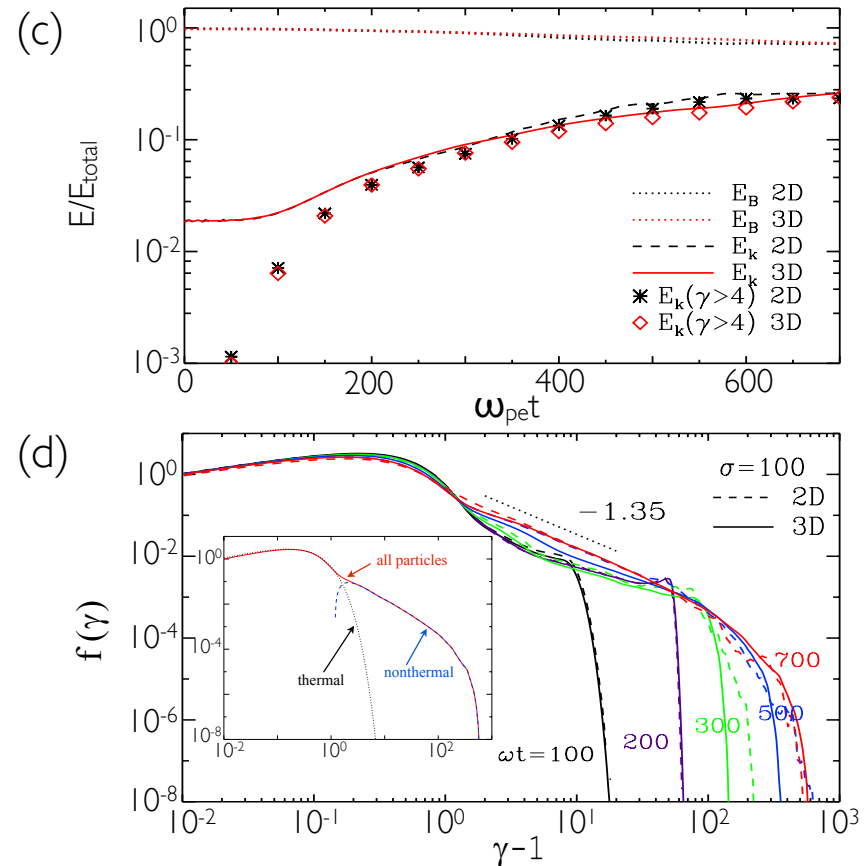 (c)
10^0
10^-1
10^-2
10^-3
E/E_total
E_B 2D
E_B 3D
E_k 2D
E_k 3D
E_k(γ>4) 2D
E_k(γ>4) 3D
0 200 400 600
ω_pe t
(d)
10^0
10^-2
10^-4
10^-6
10^-8
f(γ)
σ=100
2D
3D
-1.35
10^0
10^-4
10^-8
all particles
thermal
nonthermal
10^-2 10^0 10^2
ωt=100
200
300
500
700
10^-2 10^-1 10^0 10^1 10^2 10^3
γ-1